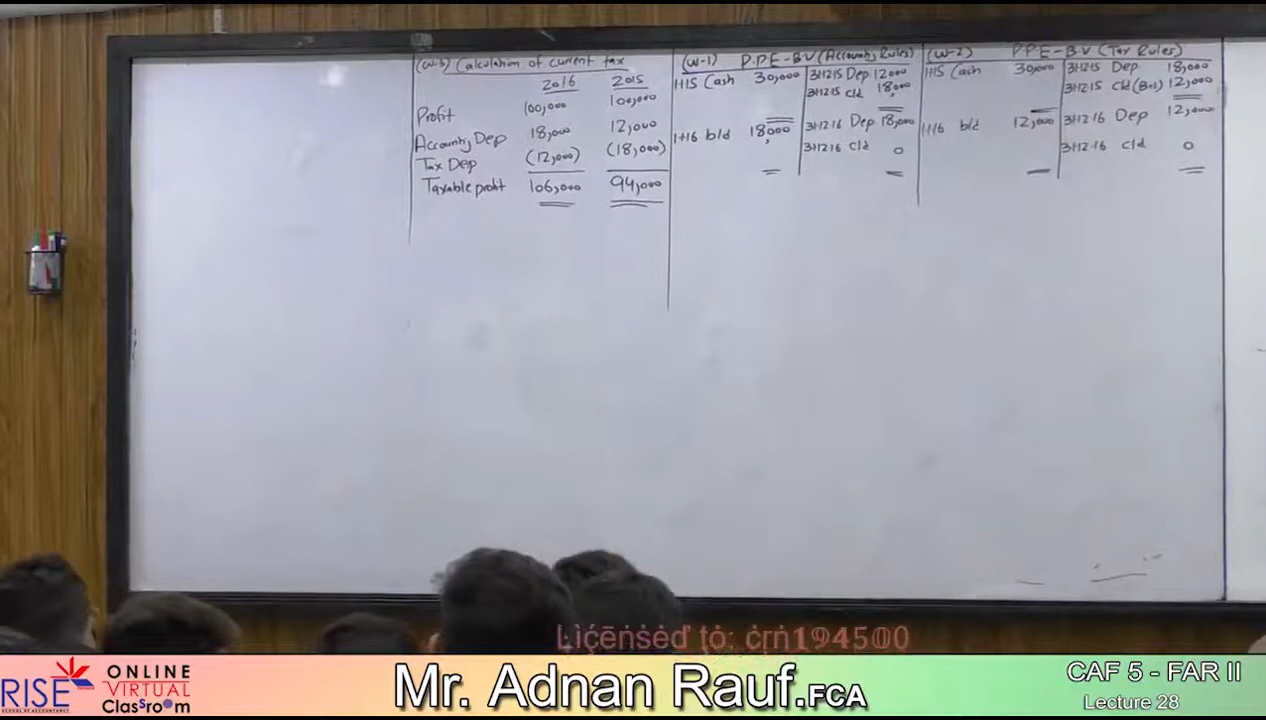 (W-3) Calculation of current tax
2016 2015
Profit 100,000 100,000
Accounting Dep 18,000 12,000
Tax Dep (12,000) (18,000)
Taxable profit 106,000 94,000
(W-1) P.P.E-B.V (Accounting Rules)
1-1-15 Cash 30,000
31-12-15 Dep 12000
31-12-15 c/d 18,000
1-1-16 b/d 18,000
31-12-16 Dep 18,000
31-12-16 c/d 0
(W-2) P.P.E-B.V (Tax Rules)
1-1-15 Cash 30,000
31-12-15 Dep 18,000
31-12-15 c/d (B+1) 12,000
1-1-16 b/d 12,000
31-12-16 Dep 12,000
31-12-16 c/d 0
Licensed to: crn194500
RISE
SCHOOL OF ACCOUNTANCY
ONLINE
VIRTUAL
Classroom
Mr. Adnan Rauf.FCA
CAF 5 - FAR II
Lecture 28